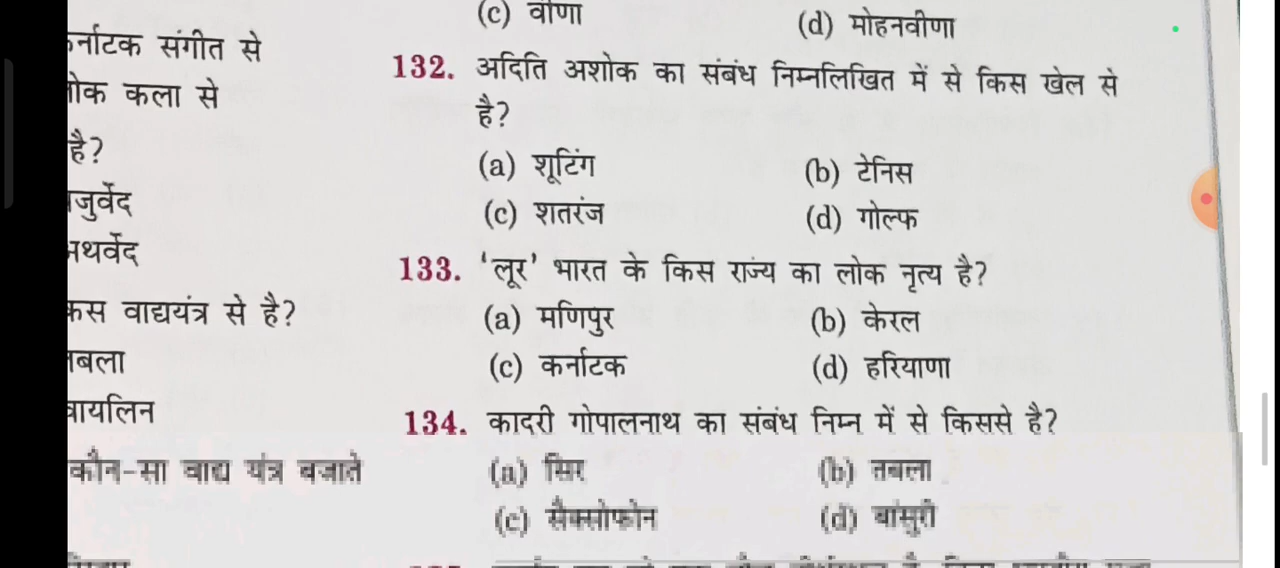 र्नाटक संगीत से
ोक कला से
है?
जुर्वेद
थर्वेद
कस वाद्ययंत्र से है?
बला
वायलिन
कौन-सा वाद्य यंत्र बजाते
(c) वीणा
(d) मोहनवीणा
132. अदिति अशोक का संबंध निम्नलिखित में से किस खेल से
है?
(a) शूटिंग
(b) टेनिस
(c) शतरंज
(d) गोल्फ
133. 'लूर' भारत के किस राज्य का लोक नृत्य है?
(a) मणिपुर
(b) केरल
(c) कर्नाटक
(d) हरियाणा
134. कादरी गोपालनाथ का संबंध निम्न में से किससे है?
(a) सिर
(b) तबला
(c) सैक्सोफोन
(d) बांसुरी